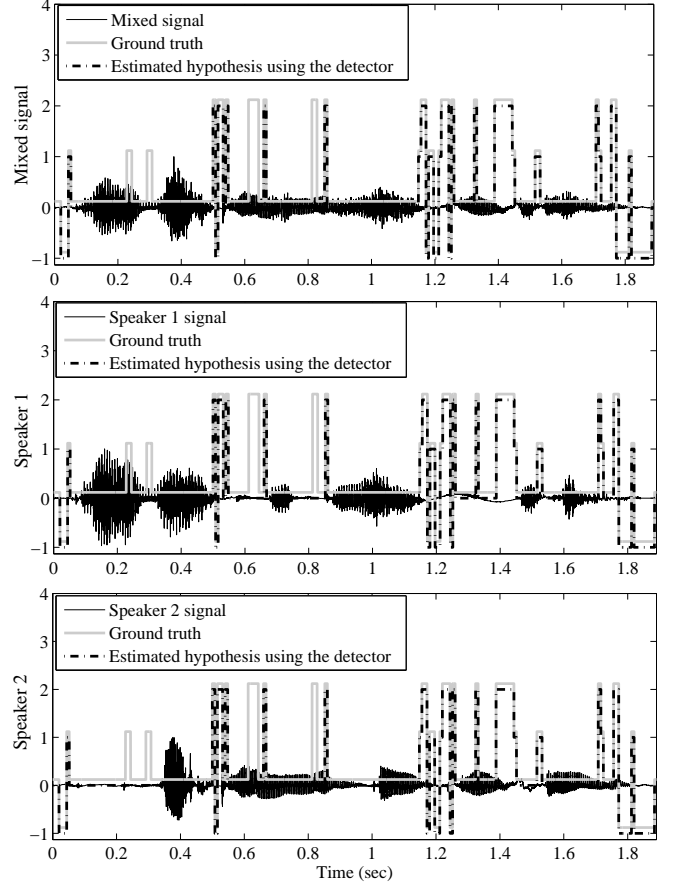 4
3
2
1
0
−1
Mixed signal
Mixed signal
Ground truth
Estimated hypothesis using the detector
0 0.2 0.4 0.6 0.8 1 1.2 1.4 1.6 1.8
4
3
2
1
0
−1
Speaker 1
Speaker 1 signal
Ground truth
Estimated hypothesis using the detector
0 0.2 0.4 0.6 0.8 1 1.2 1.4 1.6 1.8
4
3
2
1
0
−1
Speaker 2
Speaker 2 signal
Ground truth
Estimated hypothesis using the detector
0 0.2 0.4 0.6 0.8 1 1.2 1.4 1.6 1.8
Time (sec)